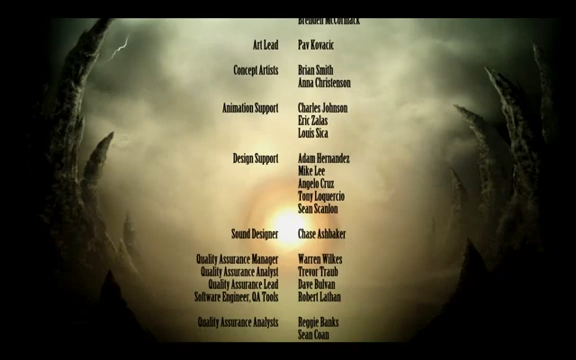 Brenden McCormack
Art Lead Pav Kovacic
Concept Artists Brian Smith
Anna Christenson
Animation Support Charles Johnson
Eric Zalas
Louis Sica
Design Support Adam Hernandez
Mike Lee
Angelo Cruz
Tony Loquercio
Sean Scanlon
Sound Designer Chase Ashbaker
Quality Assurance Manager Warren Wilkes
Quality Assurance Analyst Trevor Traub
Quality Assurance Lead Dave Bulvan
Software Engineer, QA Tools Robert Lathan
Quality Assurance Analysts Reggie Banks
Sean Coan